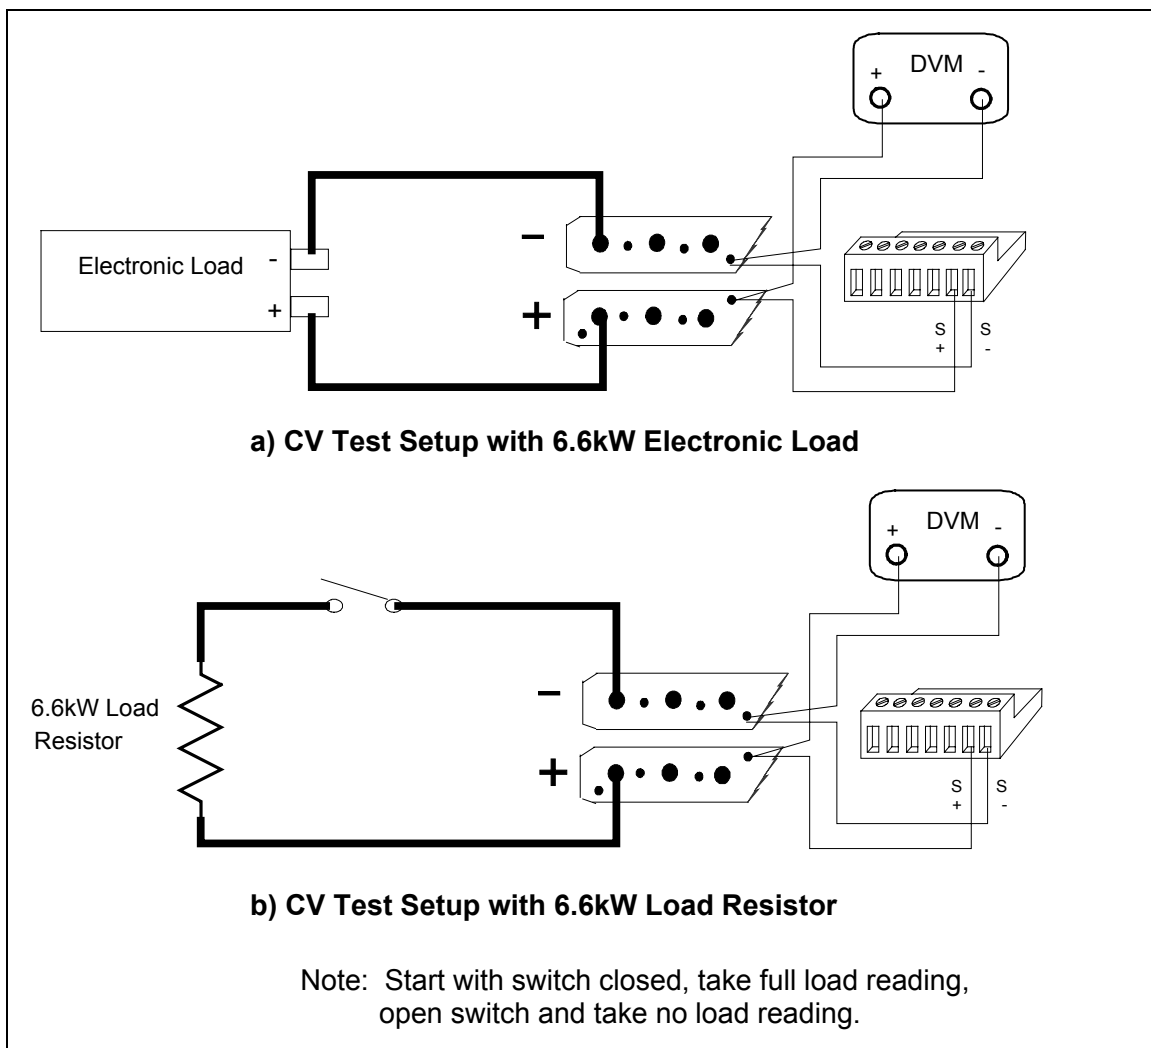 + DVM -
Electronic Load -
+
-
+
S S
+ -
a) CV Test Setup with 6.6kW Electronic Load
+ DVM -
6.6kW Load
Resistor
-
+
S S
+ -
b) CV Test Setup with 6.6kW Load Resistor
Note: Start with switch closed, take full load reading,
open switch and take no load reading.